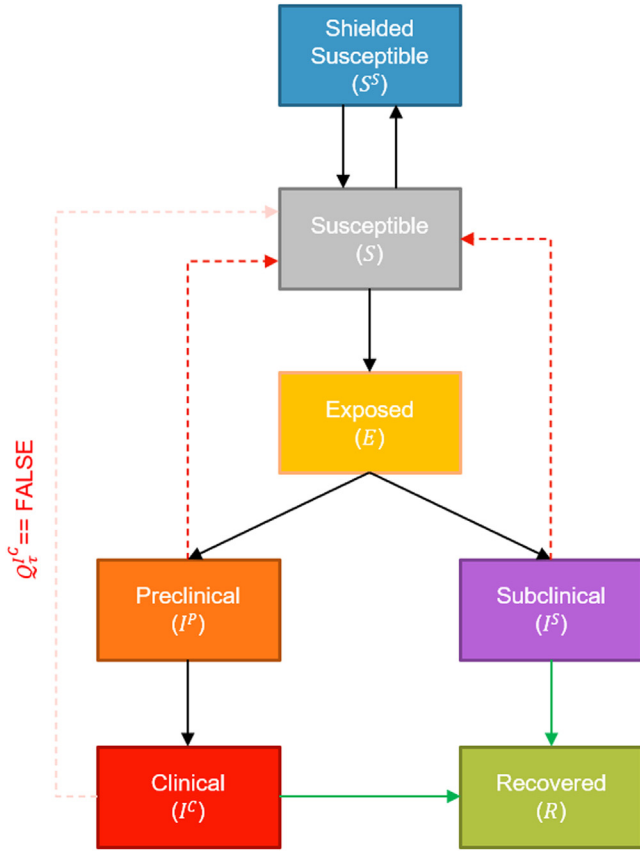 Shielded
Susceptible
(S^S)
Susceptible
(S)
Exposed
(E)
Q_τ^{I^C} == FALSE
Preclinical
(I^P)
Subclinical
(I^S)
Clinical
(I^C)
Recovered
(R)